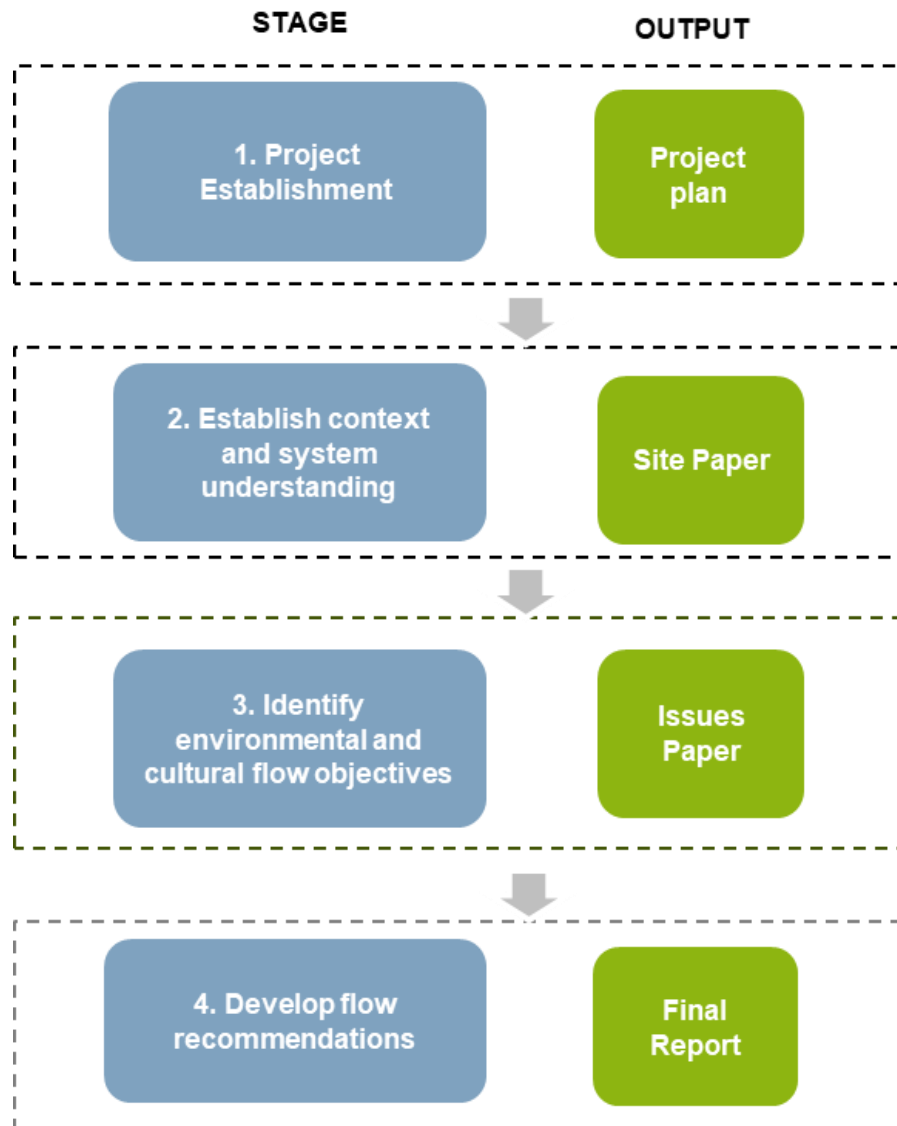 STAGE
OUTPUT
1. Project
Establishment
Project
plan
2. Establish context
and system
understanding
Site Paper
3. Identify
environmental and
cultural flow objectives
Issues
Paper
4. Develop flow
recommendations
Final
Report